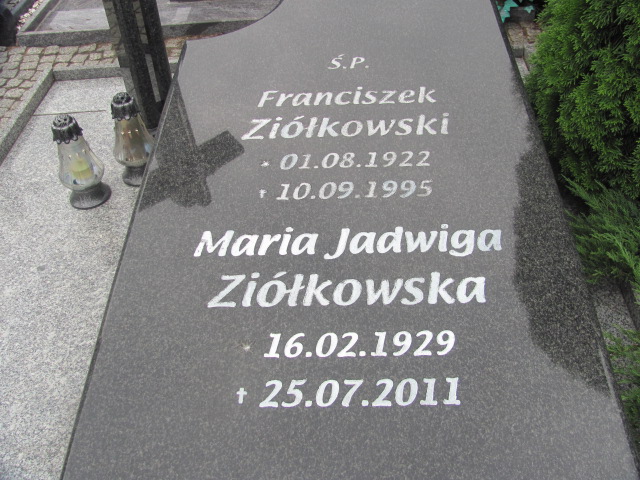 Ś.P.
Franciszek
Ziółkowski
* 01.08.1922
✝ 10.09.1995
Maria Jadwiga
Ziółkowska
* 16.02.1929
✝ 25.07.2011